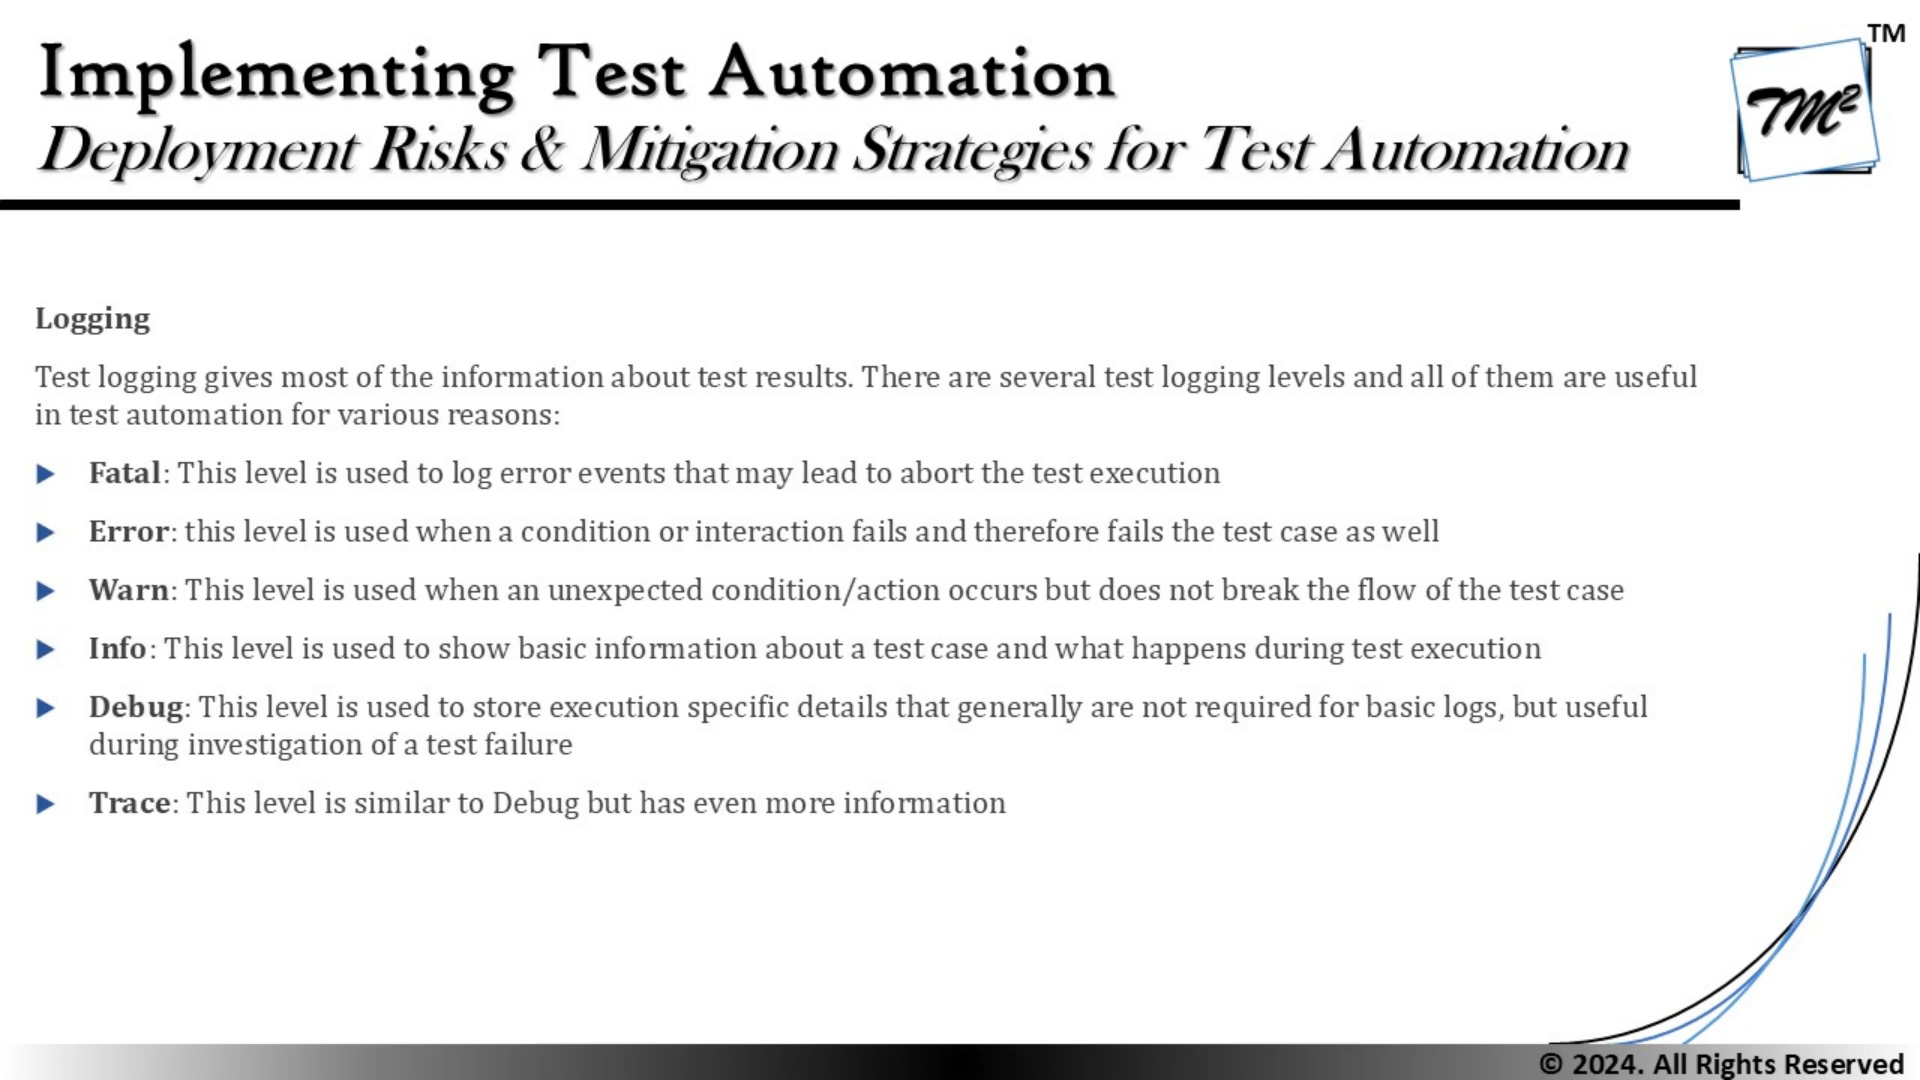 Implementing Test Automation
Deployment Risks & Mitigation Strategies for Test Automation
TM
TM²
Logging
Test logging gives most of the information about test results. There are several test logging levels and all of them are useful
in test automation for various reasons:
Fatal: This level is used to log error events that may lead to abort the test execution
Error: this level is used when a condition or interaction fails and therefore fails the test case as well
Warn: This level is used when an unexpected condition/action occurs but does not break the flow of the test case
Info: This level is used to show basic information about a test case and what happens during test execution
Debug: This level is used to store execution specific details that generally are not required for basic logs, but useful
during investigation of a test failure
Trace: This level is similar to Debug but has even more information
© 2024. All Rights Reserved